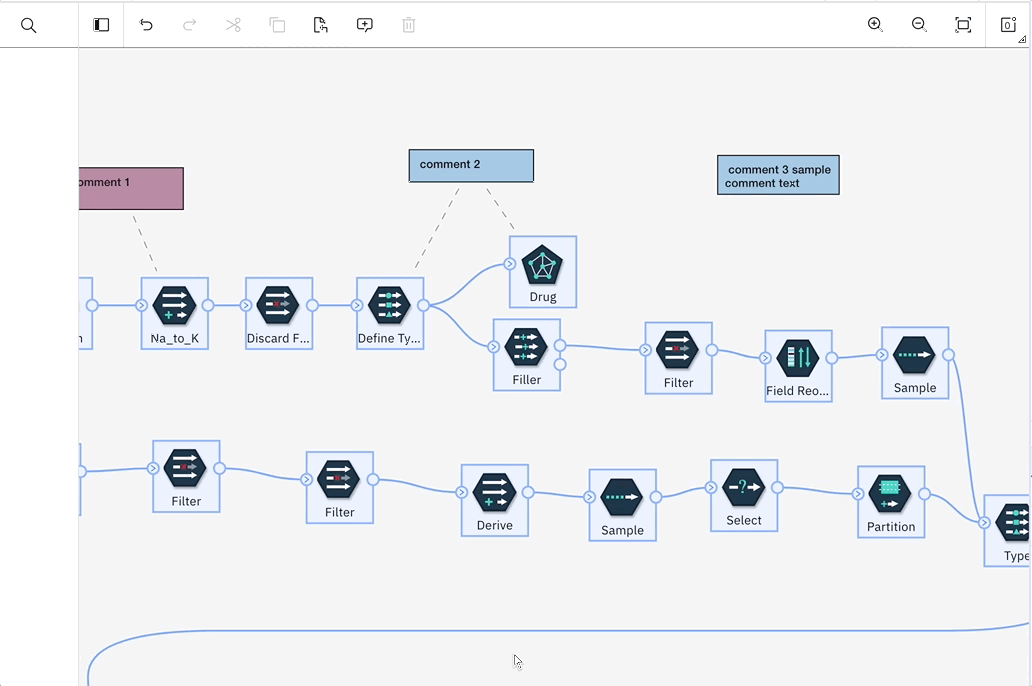 omment 1
comment 2
comment 3 sample
comment text
Drug
Na_to_K
Discard F...
Define Ty...
Filler
Filter
Field Reo...
Sample
Filter
Filter
Derive
Sample
Select
Partition
Type